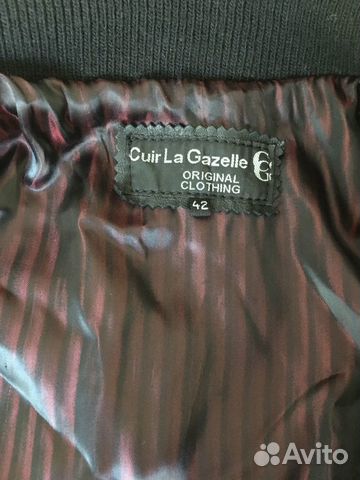 Cuir La Gazelle
ORIGINAL
CLOTHING
42
Avito